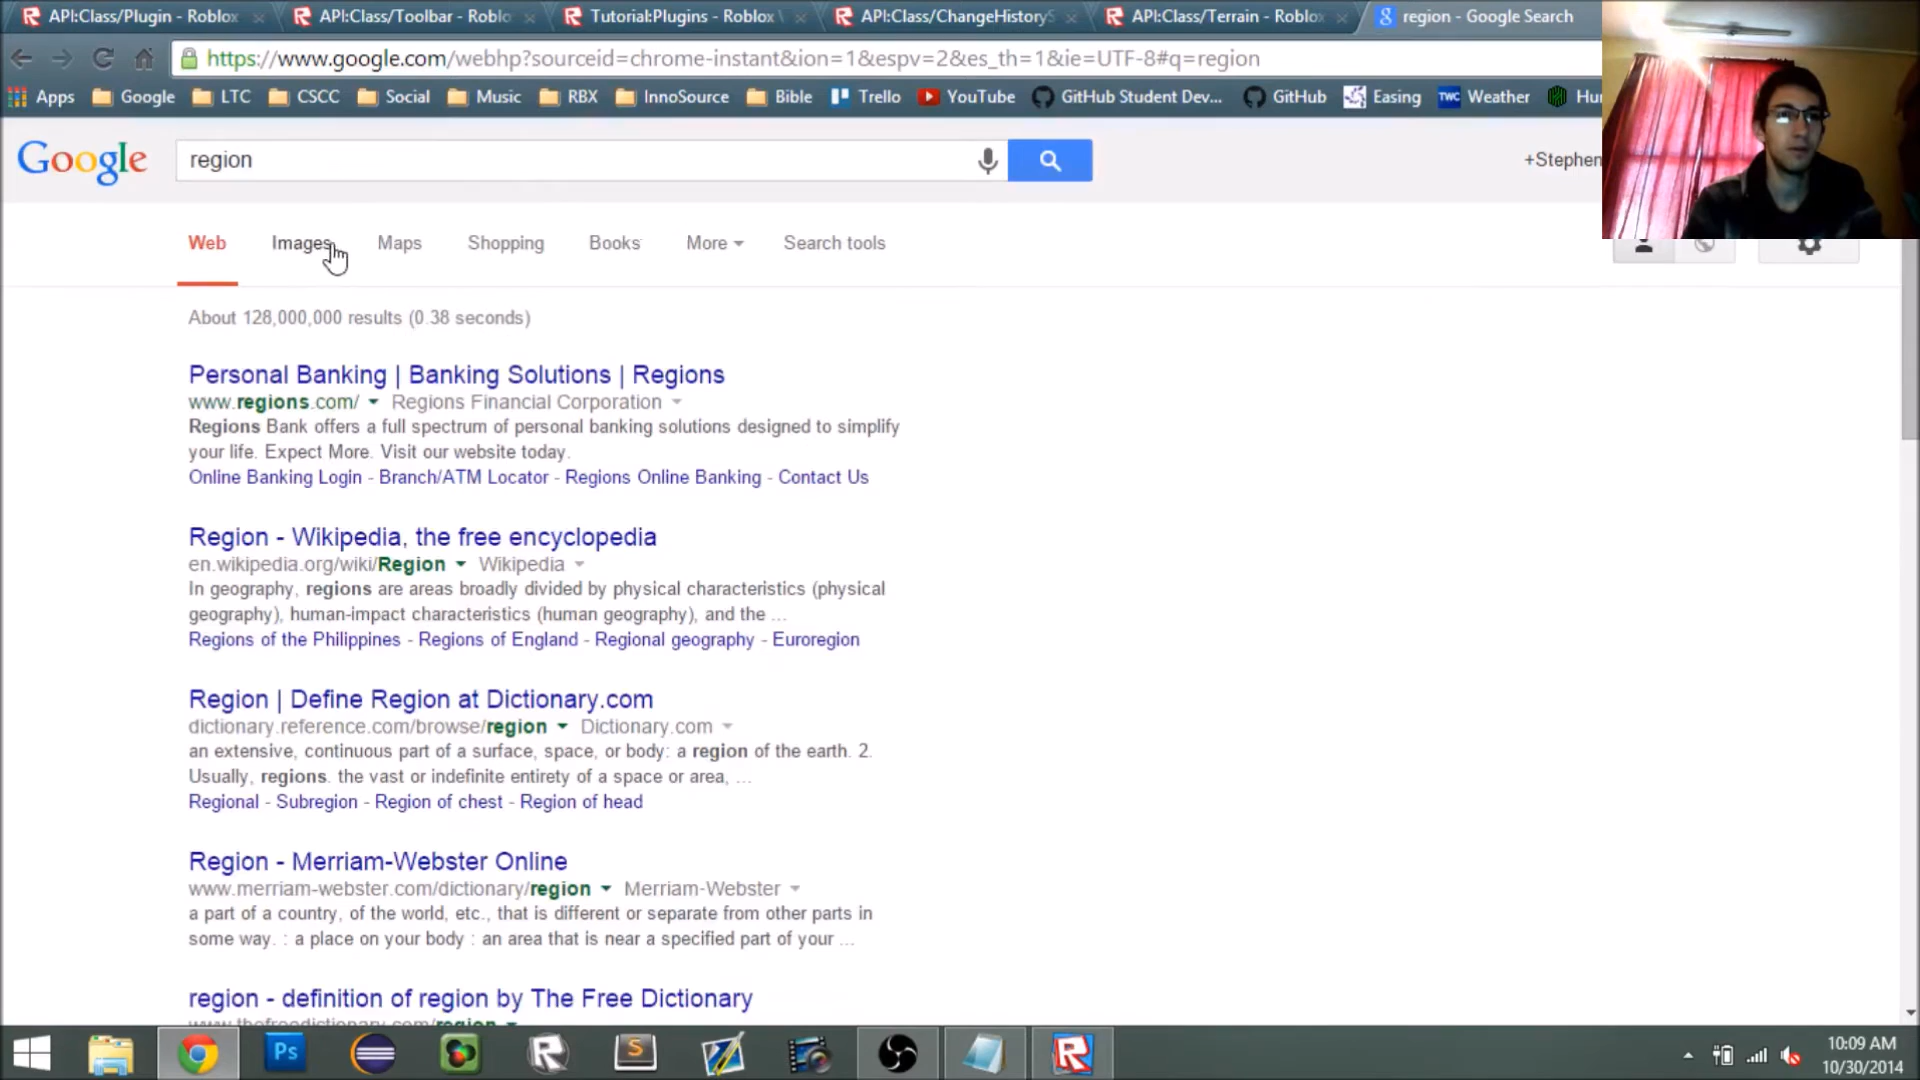 API:Class/Plugin - Roblox
API:Class/Toolbar - Roblo
Tutorial:Plugins - Roblox
API:Class/ChangeHistoryS
API:Class/Terrain - Roblox
region - Google Search
https://www.google.com/webhp?sourceid=chrome-instant&ion=1&espv=2&es_th=1&ie=UTF-8#q=region
Apps Google LTC CSCC Social Music RBX InnoSource Bible Trello YouTube GitHub Student Dev... GitHub Easing TWC Weather Hu
Google region +Stephen
Web Images Maps Shopping Books More Search tools
About 128,000,000 results (0.38 seconds)
Personal Banking | Banking Solutions | Regions
www.regions.com/ Regions Financial Corporation
Regions Bank offers a full spectrum of personal banking solutions designed to simplify
your life. Expect More. Visit our website today.
Online Banking Login - Branch/ATM Locator - Regions Online Banking - Contact Us
Region - Wikipedia, the free encyclopedia
en.wikipedia.org/wiki/Region Wikipedia
In geography, regions are areas broadly divided by physical characteristics (physical
geography), human-impact characteristics (human geography), and the ...
Regions of the Philippines - Regions of England - Regional geography - Euroregion
Region | Define Region at Dictionary.com
dictionary.reference.com/browse/region Dictionary.com
an extensive, continuous part of a surface, space, or body: a region of the earth. 2.
Usually, regions. the vast or indefinite entirety of a space or area, ...
Regional - Subregion - Region of chest - Region of head
Region - Merriam-Webster Online
www.merriam-webster.com/dictionary/region Merriam-Webster
a part of a country, of the world, etc., that is different or separate from other parts in
some way. : a place on your body : an area that is near a specified part of your ...
region - definition of region by The Free Dictionary
www.thefreedictionary.com/region
Ps
S
10:09 AM
10/30/2014